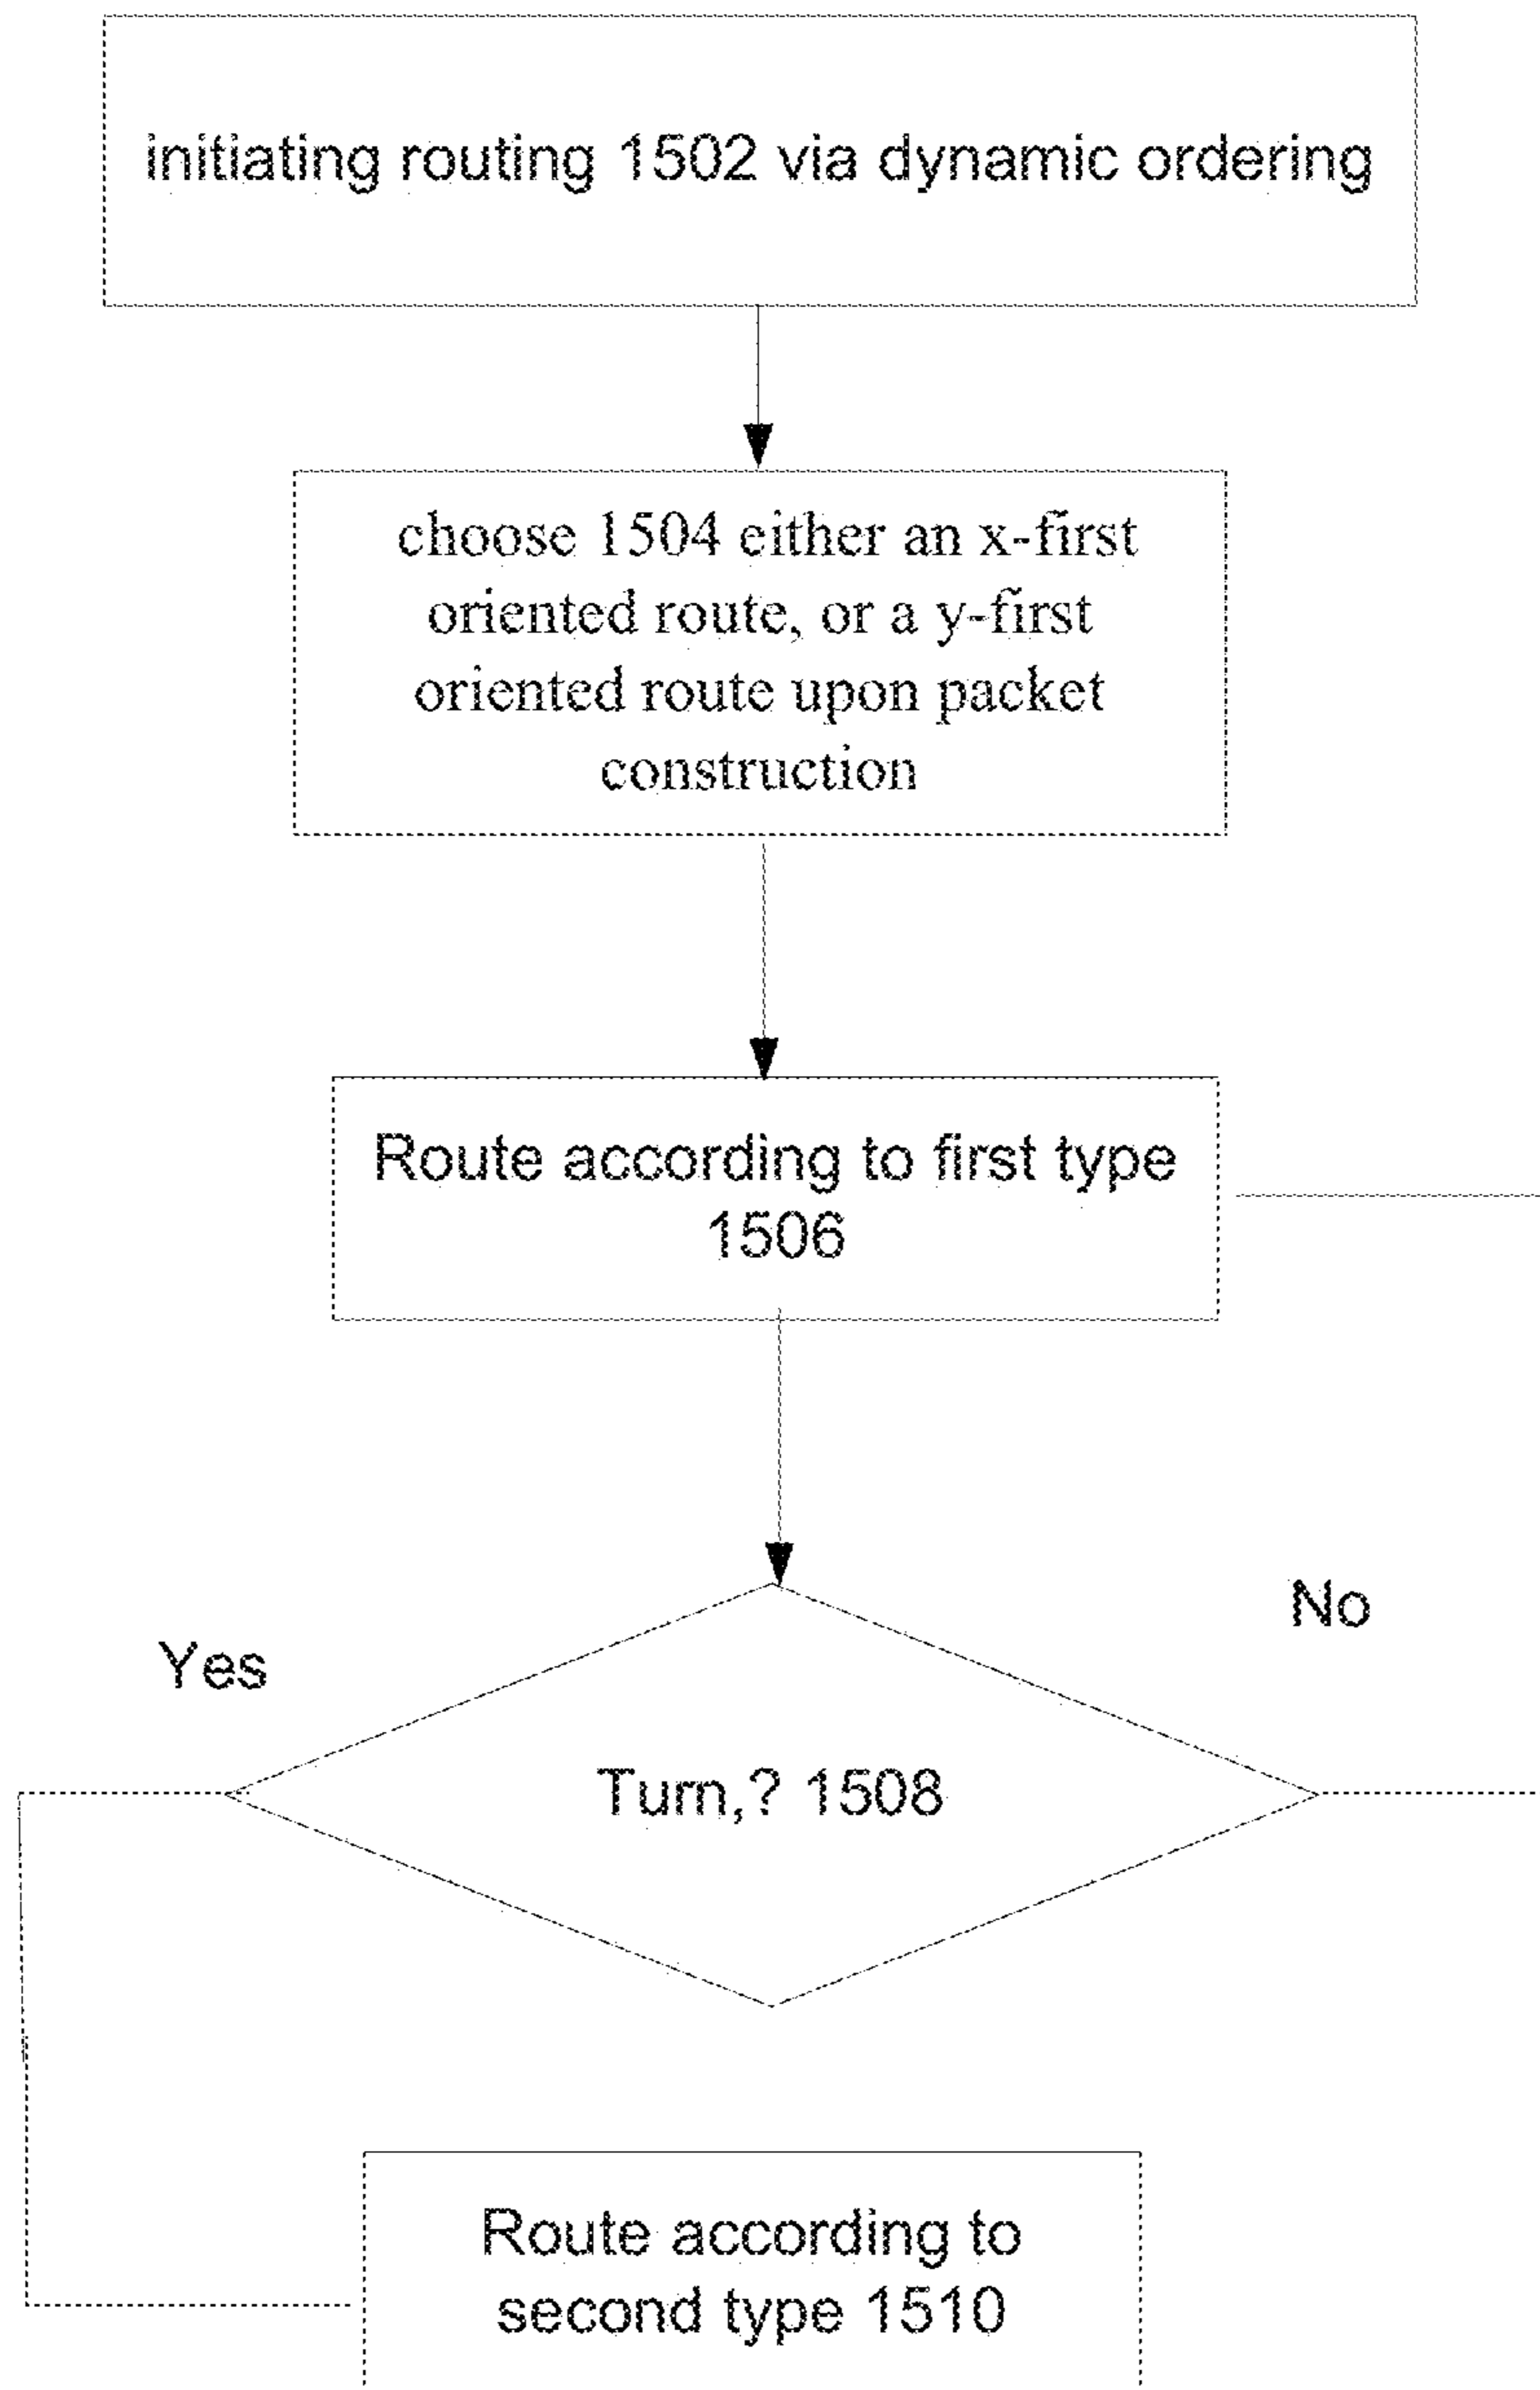 initiating routing 1502 via dynamic ordering
choose 1504 either an x-first
oriented route, or a y-first
oriented route upon packet
construction
Route according to first type
1506
No
Yes
Turn,? 1508
Route according to
second type 1510